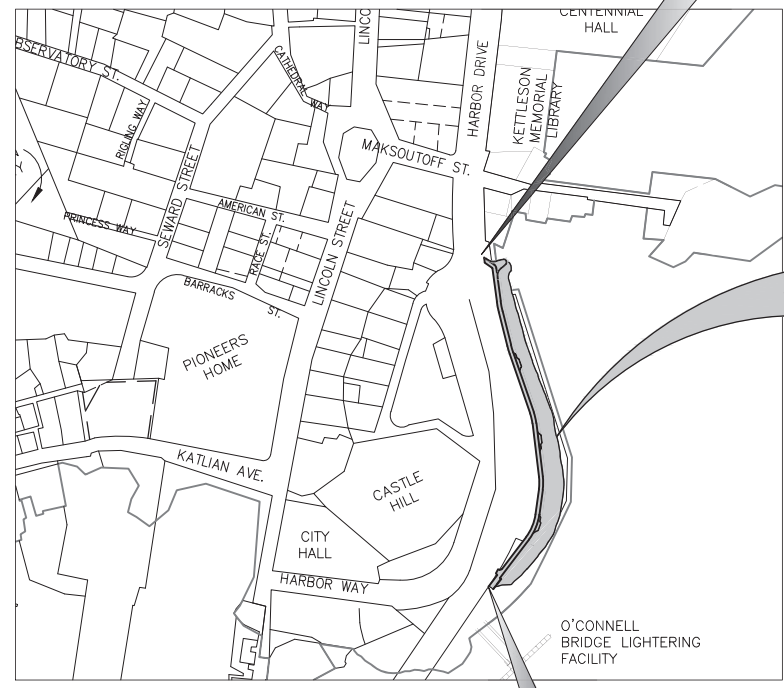 CENTENNIAL
HALL
BSERVATORY ST.
LINCO
CATHEDRAL WAY
HARBOR DRIVE
KETTLESON
MEMORIAL
LIBRARY
RIGLING WAY
MAKSOUTOFF ST.
SEWARD STREET
AMERICAN ST.
PRINCESS WAY
RACE ST.
LINCOLN STREET
BARRACKS
ST.
PIONEERS
HOME
KATLIAN AVE.
CASTLE
HILL
CITY
HALL
HARBOR WAY
O'CONNELL
BRIDGE LIGHTERING
FACILITY